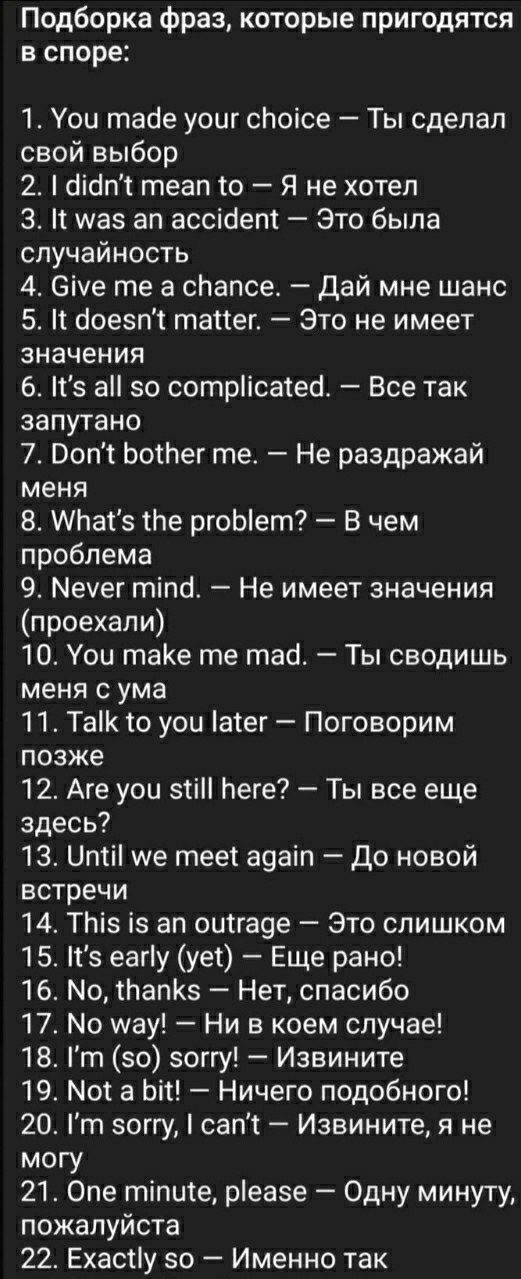 Подборка фраз, которые пригодятся
в споре:
1. You made your choice — Ты сделал
свой выбор
2. I didn't mean to — Я не хотел
3. It was an accident — Это была
случайность
4. Give me a chance. — Дай мне шанс
5. It doesn't matter. — Это не имеет
значения
6. It's all so complicated. — Все так
запутано
7. Don't bother me. — Не раздражай
меня
8. What's the problem? — В чем
проблема
9. Never mind. — Не имеет значения
(проехали)
10. You make me mad. — Ты сводишь
меня с ума
11. Talk to you later — Поговорим
позже
12. Are you still here? — Ты все еще
здесь?
13. Until we meet again — До новой
встречи
14. This is an outrage — Это слишком
15. It's early (yet) — Еще рано!
16. No, thanks — Нет, спасибо
17. No way! — Ни в коем случае!
18. I'm (so) sorry! — Извините
19. Not a bit! — Ничего подобного!
20. I'm sorry, I can't — Извините, я не
могу
21. One minute, please — Одну минуту,
пожалуйста
22. Exactly so — Именно так